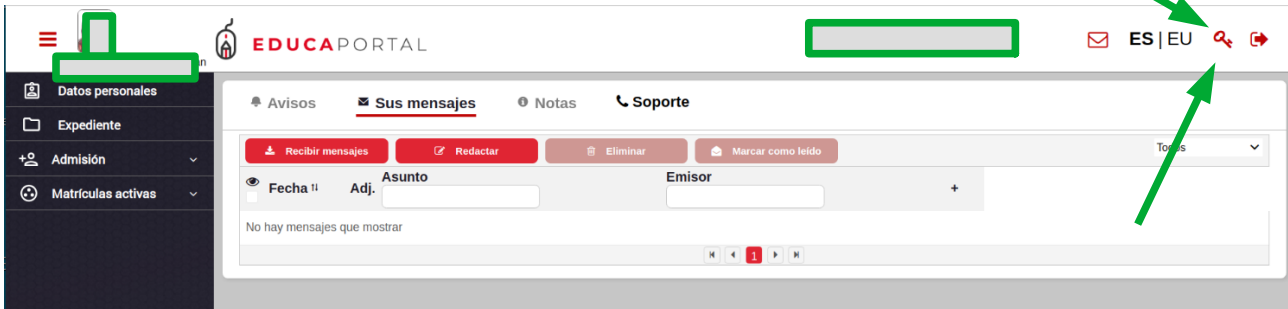 EDUCAPORTAL
ES | EU
Datos personales
Expediente
Admisión
Matrículas activas
Avisos
Sus mensajes
Notas
Soporte
Recibir mensajes
Redactar
Eliminar
Marcar como leído
Todos
Fecha
Adj.
Asunto
Emisor
+
No hay mensajes que mostrar
1